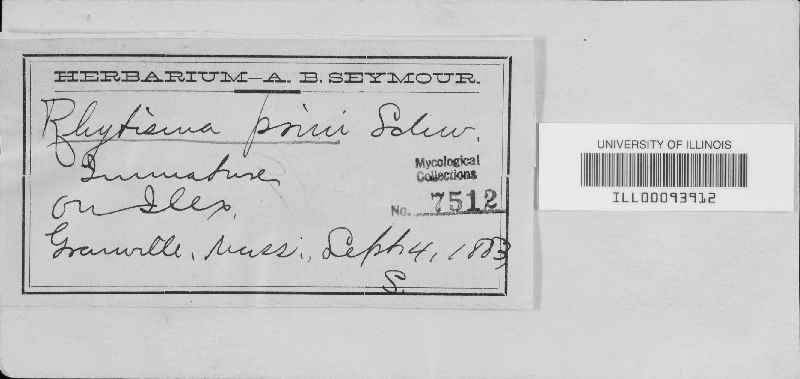 HERBARIUM—A. B. SEYMOUR.
Rhytisma prini Schw.
Immature
on Ilex,
Mycological
Collections
No. 7512
Granville, Mass., Sept 4, 1883
S.
UNIVERSITY OF ILLINOIS
ILL00093912